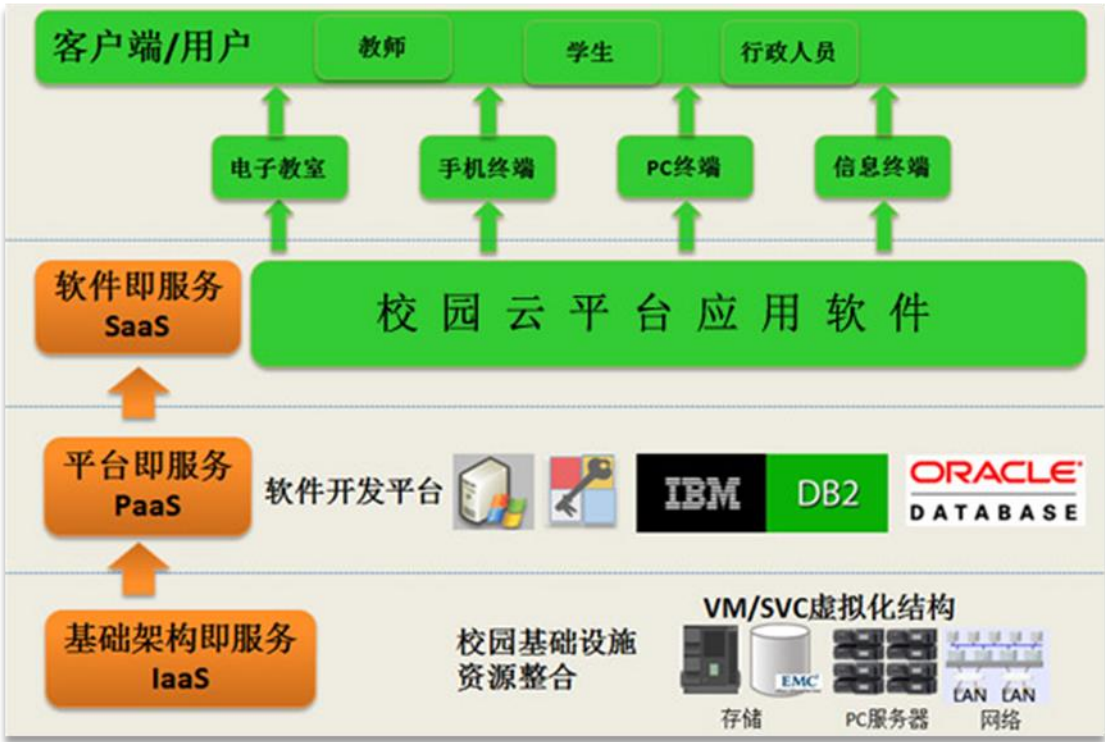 客户端/用户
教师
学生
行政人员
电子教室
手机终端
PC终端
信息终端
软件即服务
SaaS
校园云平台应用软件
平台即服务
PaaS
软件开发平台
IBM
DB2
ORACLE
DATABASE
基础架构即服务
IaaS
校园基础设施
资源整合
VM/SVC虚拟化结构
EMC
LAN LAN
存储
PC服务器
网络